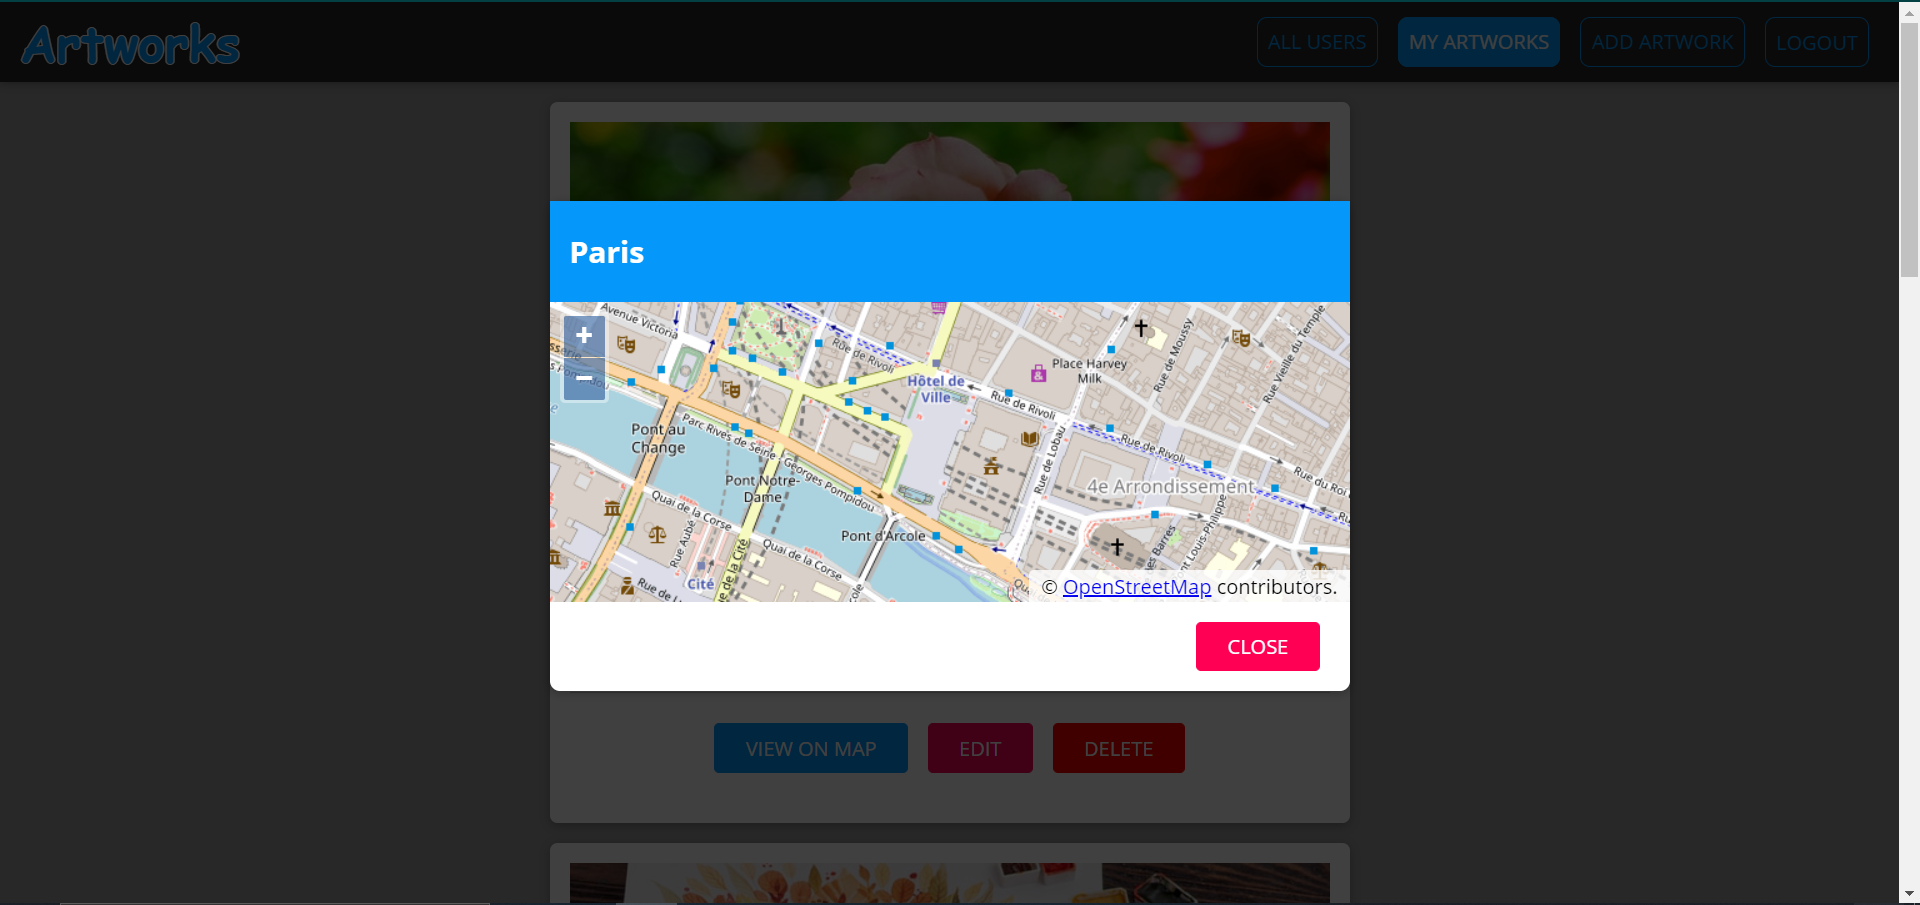 Artworks
ALL USERS
MY ARTWORKS
ADD ARTWORK
LOGOUT
Paris
+
−
Avenue Victoria
Rue de Rivoli
Hôtel de
Ville
Place Harvey
Milk
Rue de Moussy
Rue Vieille du Temple
Rue de Rivoli
Pont au
Change
Parc Rives de Seine - Georges Pompidou
Rue de Lobau
Rue de Rivoli
Rue du Roi
4e Arrondissement
Pont Notre-
Dame
Quai de la Corse
Rue Aubé
Pont d'Arcole
Quai de la Corse
Cité
de la Cité
Rue de L
des Barres
nt Louis-Philippe
© OpenStreetMap contributors.
CLOSE
VIEW ON MAP
EDIT
DELETE